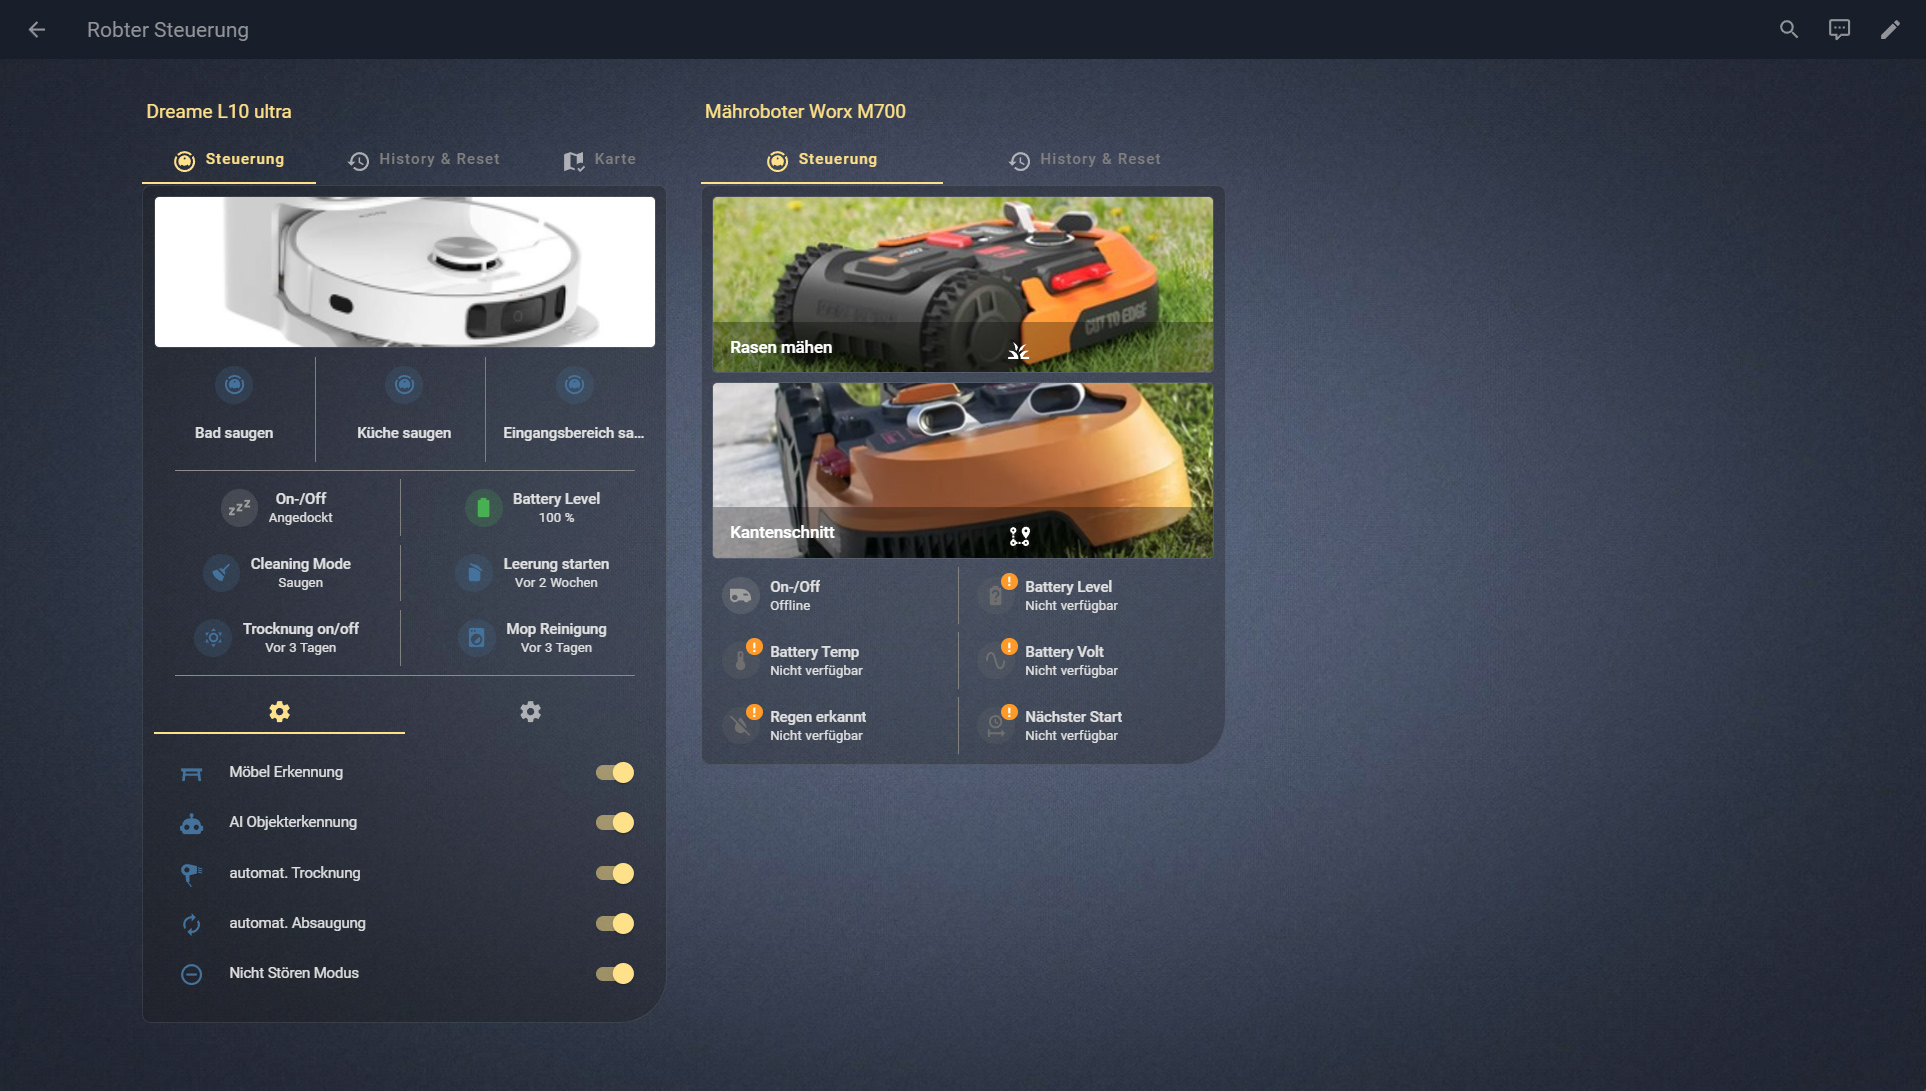 Robter Steuerung
Dreame L10 ultra
Steuerung
History & Reset
Karte
Bad saugen
Küche saugen
Eingangsbereich sa...
On-/Off
Angedockt
Battery Level
100 %
Cleaning Mode
Saugen
Leerung starten
Vor 2 Wochen
Trocknung on/off
Vor 3 Tagen
Mop Reinigung
Vor 3 Tagen
Möbel Erkennung
AI Objekterkennung
automat. Trocknung
automat. Absaugung
Nicht Stören Modus
Mähroboter Worx M700
Steuerung
History & Reset
CUT TO EDGE
Rasen mähen
Kantenschnitt
On-/Off
Offline
Battery Level
Nicht verfügbar
Battery Temp
Nicht verfügbar
Battery Volt
Nicht verfügbar
Regen erkannt
Nicht verfügbar
Nächster Start
Nicht verfügbar